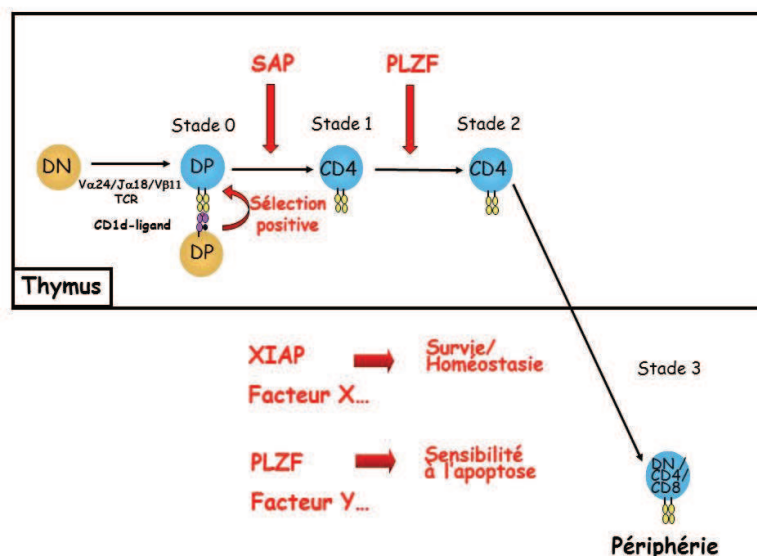 SAP
PLZF
Stade 0
Stade 1
Stade 2
DN
DP
CD4
CD4
Vα24/Jα18/Vβ11
TCR
CD1d-ligand
Sélection
positive
DP
Thymus
XIAP
Survie/
Homéostasie
Facteur X...
Stade 3
PLZF
Sensibilité
à l'apoptose
Facteur Y...
DN/
CD4/
CD8
Périphérie